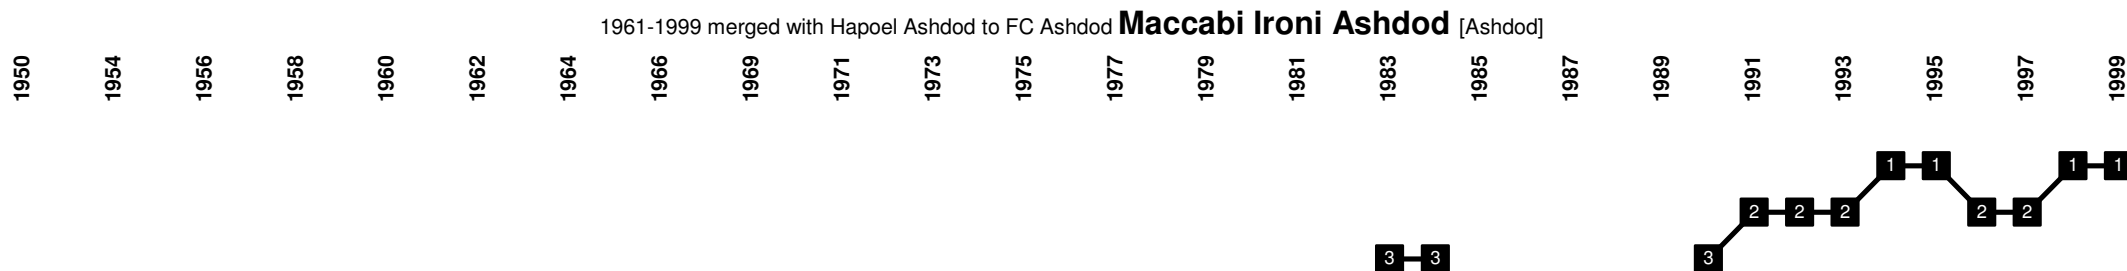 1961-1999 merged with Hapoel Ashdod to FC Ashdod Maccabi Ironi Ashdod [Ashdod]
1950 1954 1956 1958 1960 1962 1964 1966 1969 1971 1973 1975 1977 1979 1981 1983 1985 1987 1989 1991 1993 1995 1997 1999
1 1 1 1
2 2 2 2 2
3 3 3